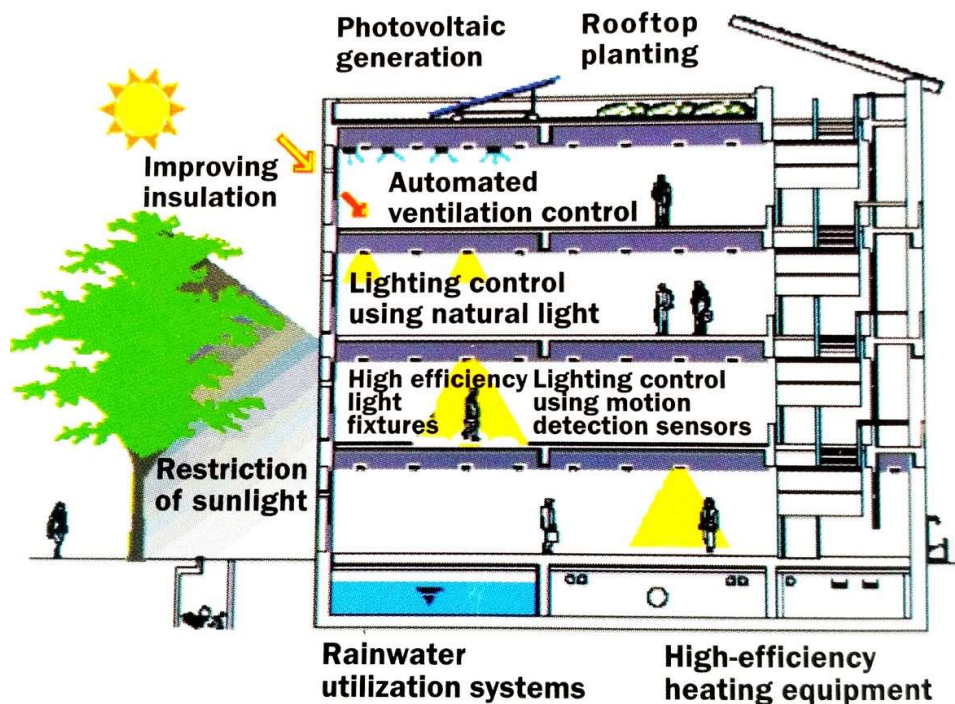 Photovoltaic
generation
Rooftop
planting
Improving
insulation
Automated
ventilation control
Lighting control
using natural light
High efficiency
light
fixtures
Lighting control
using motion
detection sensors
Restriction
of sunlight
Rainwater
utilization systems
High-efficiency
heating equipment